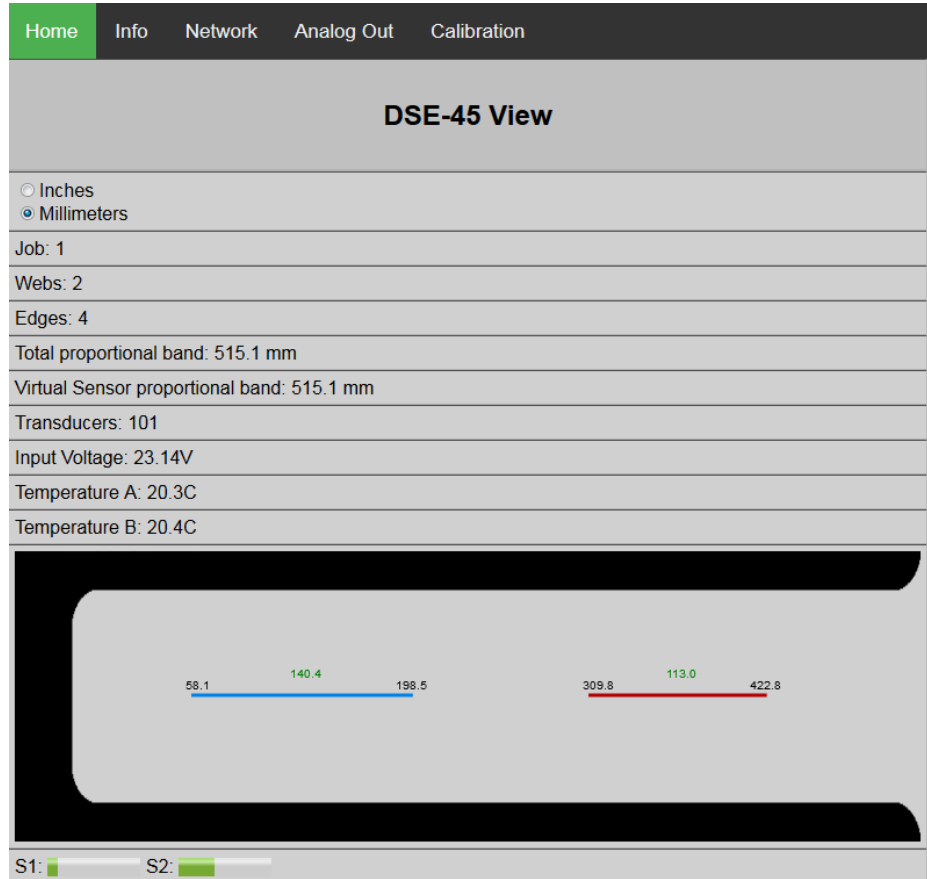 Home Info Network Analog Out Calibration
DSE-45 View
Inches
Millimeters
Job: 1
Webs: 2
Edges: 4
Total proportional band: 515.1 mm
Virtual Sensor proportional band: 515.1 mm
Transducers: 101
Input Voltage: 23.14V
Temperature A: 20.3C
Temperature B: 20.4C
140.4 113.0
58.1 198.5 309.8 422.8
S1: S2: